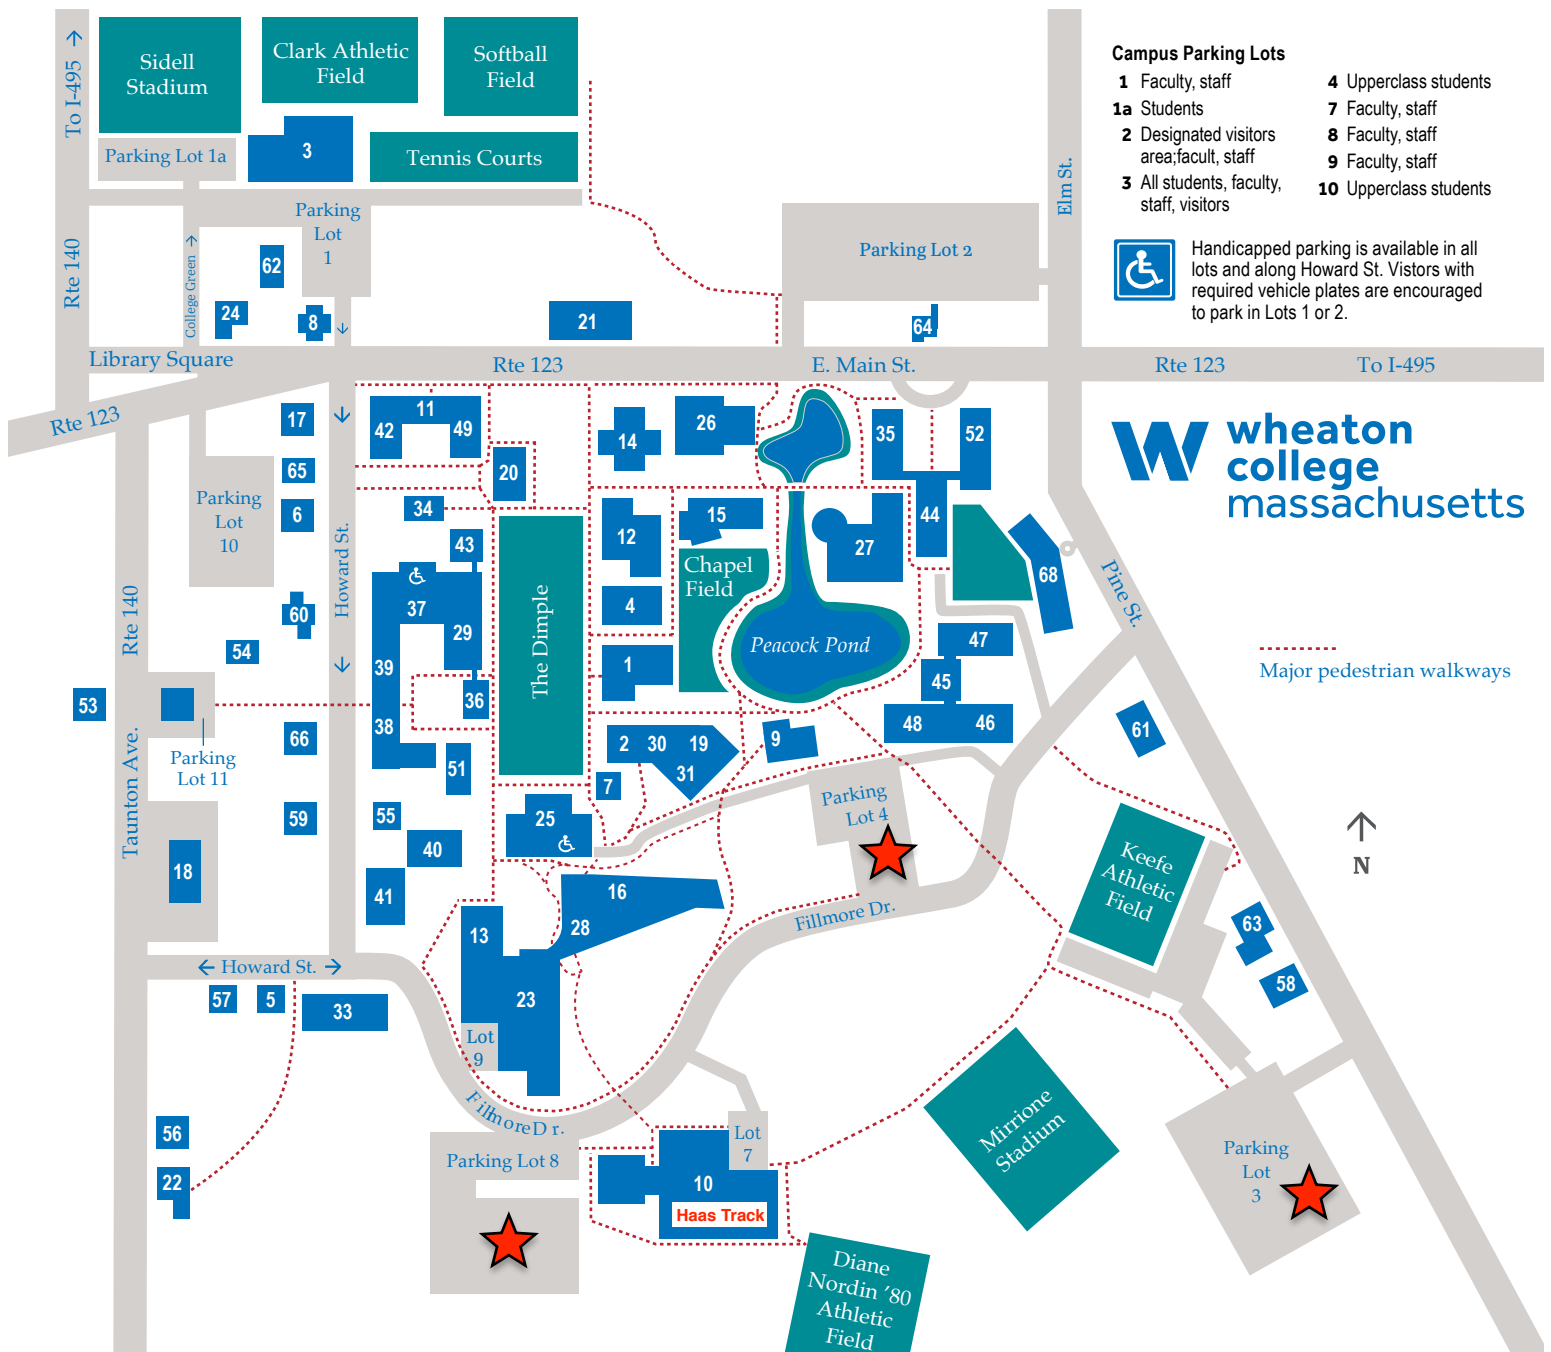 To I-495
Sidell
Stadium
Clark Athletic
Field
Softball
Field
Parking Lot 1a
3
Tennis Courts
Campus Parking Lots
1 Faculty, staff
1a Students
2 Designated visitors
area;facult, staff
3 All students, faculty,
staff, visitors
4 Upperclass students
7 Faculty, staff
8 Faculty, staff
9 Faculty, staff
10 Upperclass students
Handicapped parking is available in all
lots and along Howard St. Vistors with
required vehicle plates are encouraged
to park in Lots 1 or 2.
Elm St.
Rte 140
College Green
Parking
Lot
1
Parking Lot 2
62
24
8
21
64
Library Square
Rte 123
E. Main St.
Rte 123
To I-495
Rte 123
wheaton
college
massachusetts
17
11
42
49
14
26
35
52
65
20
Parking
Lot
10
6
34
15
44
43
12
27
Howard St.
Chapel
Field
68
Pine St.
37
The Dimple
4
60
29
Rte 140
54
39
1
Peacock Pond
47
45
Major pedestrian walkways
53
36
38
48
46
66
2
30
19
9
61
Parking
Lot 11
31
51
7
Taunton Ave.
Parking
Lot 4
59
55
25
40
18
Keefe
Athletic
Field
N
41
16
28
13
Fillmore Dr.
63
Howard St.
23
58
57
5
33
Lot
9
Fillmore Dr.
56
Parking Lot 8
Lot
7
Mirrione
Stadium
Parking
Lot
3
22
10
Haas Track
Diane
Nordin '80
Athletic
Field